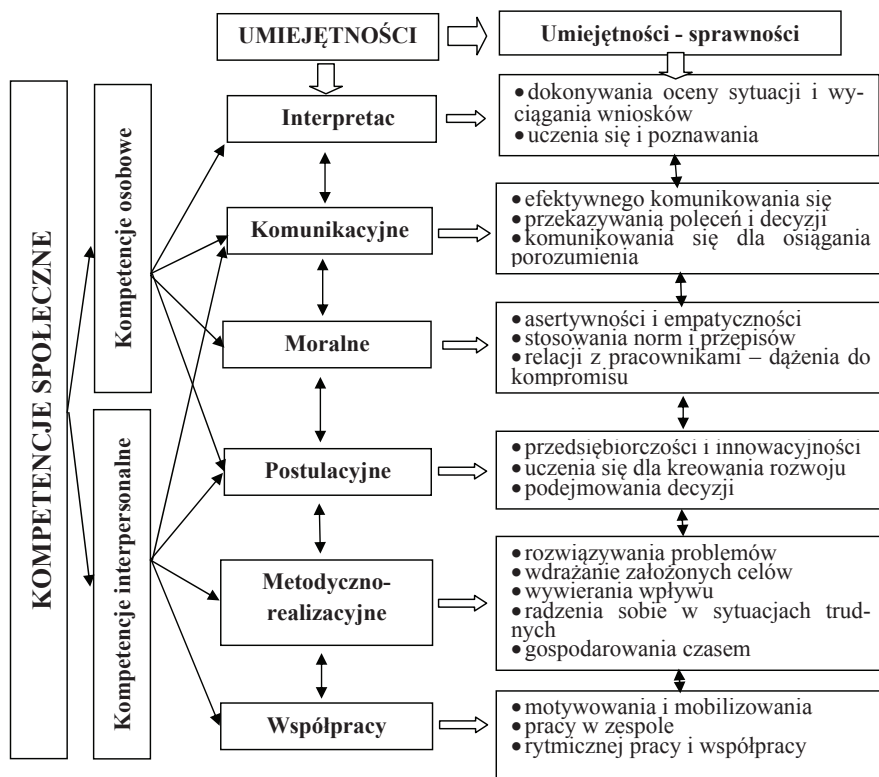 UMIEJĘTNOŚCI
Umiejętności - sprawności
KOMPETENCJE SPOŁECZNE
Kompetencje osobowe
Kompetencje interpersonalne
Interpretac
• dokonywania oceny sytuacji i wy-
ciągania wniosków
• uczenia się i poznawania
Komunikacyjne
• efektywnego komunikowania się
• przekazywania poleceń i decyzji
• komunikowania się dla osiągania
porozumienia
Moralne
• asertywności i empatyczności
• stosowania norm i przepisów
• relacji z pracownikami – dążenia do
kompromisu
Postulacyjne
• przedsiębiorczości i innowacyjności
• uczenia się dla kreowania rozwoju
• podejmowania decyzji
Metodyczno-
realizacyjne
• rozwiązywania problemów
• wdrażanie założonych celów
• wywierania wpływu
• radzenia sobie w sytuacjach trud-
nych
• gospodarowania czasem
Współpracy
• motywowania i mobilizowania
• pracy w zespole
• rytmicznej pracy i współpracy